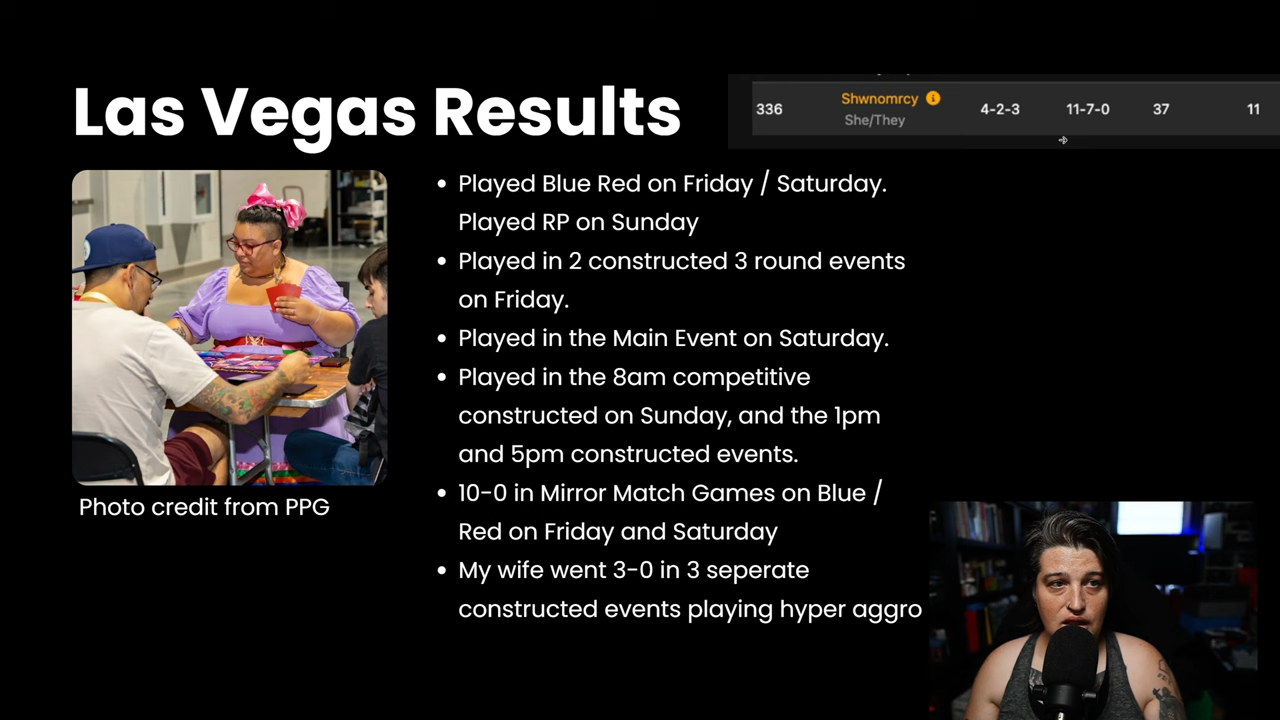 Las Vegas Results
336 Shwnomrcy 4-2-3 11-7-0 37 11
She/They
• Played Blue Red on Friday / Saturday.
Played RP on Sunday
• Played in 2 constructed 3 round events
on Friday.
• Played in the Main Event on Saturday.
• Played in the 8am competitive
constructed on Sunday, and the 1pm
and 5pm constructed events.
• 10-0 in Mirror Match Games on Blue /
Red on Friday and Saturday
• My wife went 3-0 in 3 seperate
constructed events playing hyper aggro
Photo credit from PPG